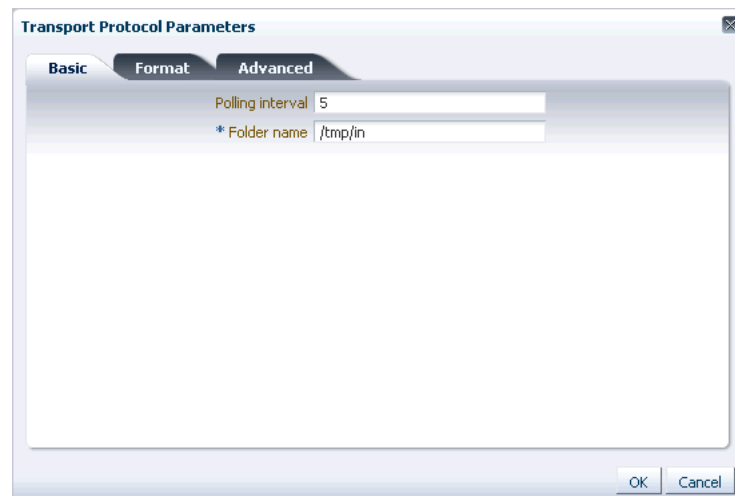 Transport Protocol Parameters
Basic Format Advanced
Polling interval 5
* Folder name /tmp/in
OK Cancel